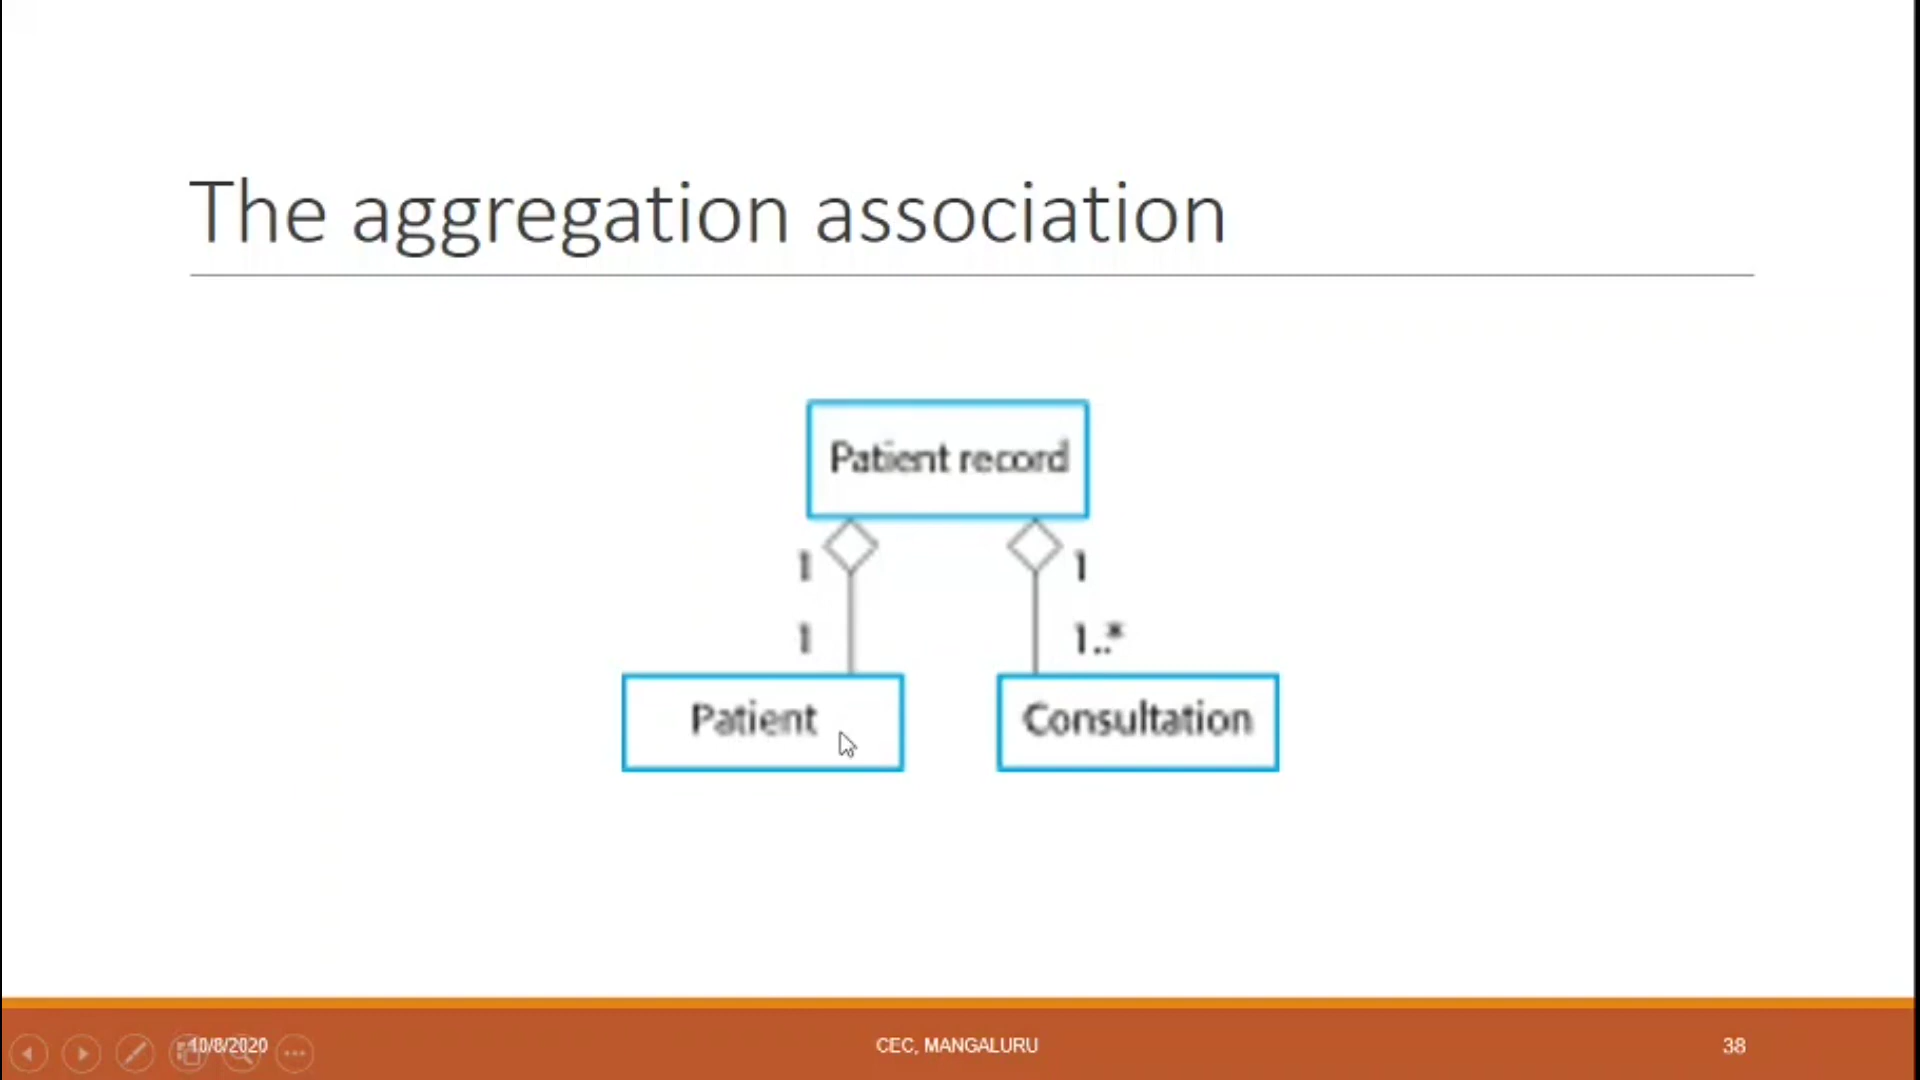 The aggregation association
Patient record
1 1
1 1..*
Patient Consultation
10/8/2020 CEC, MANGALURU 38